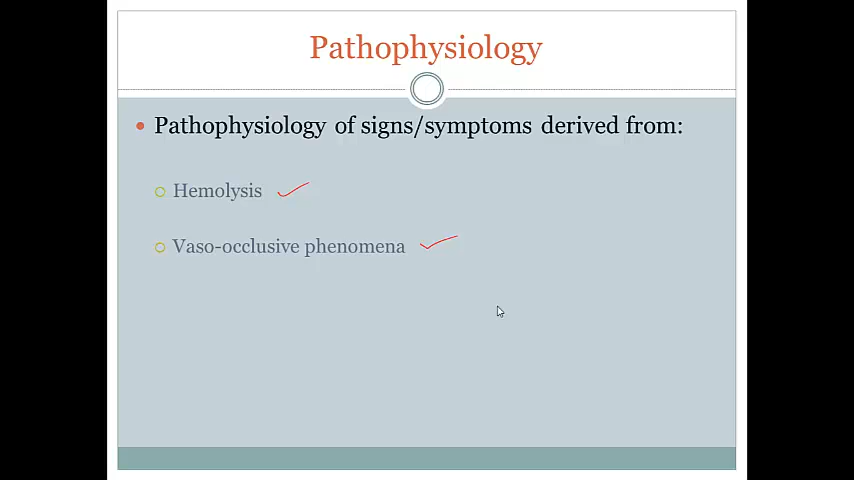 Pathophysiology
Pathophysiology of signs/symptoms derived from:
Hemolysis
Vaso-occlusive phenomena